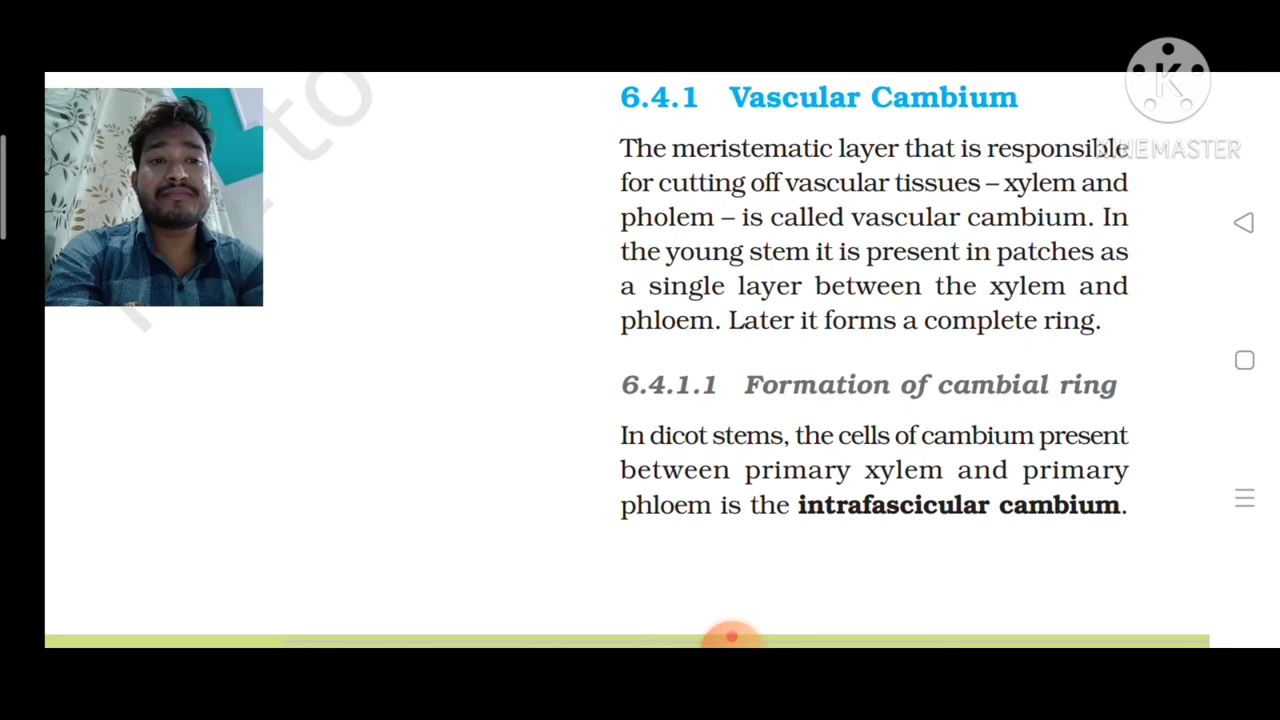 to
K
KINEMASTER
6.4.1 Vascular Cambium
The meristematic layer that is responsible
for cutting off vascular tissues – xylem and
pholem – is called vascular cambium. In
the young stem it is present in patches as
a single layer between the xylem and
phloem. Later it forms a complete ring.
6.4.1.1 Formation of cambial ring
In dicot stems, the cells of cambium present
between primary xylem and primary
phloem is the intrafascicular cambium.